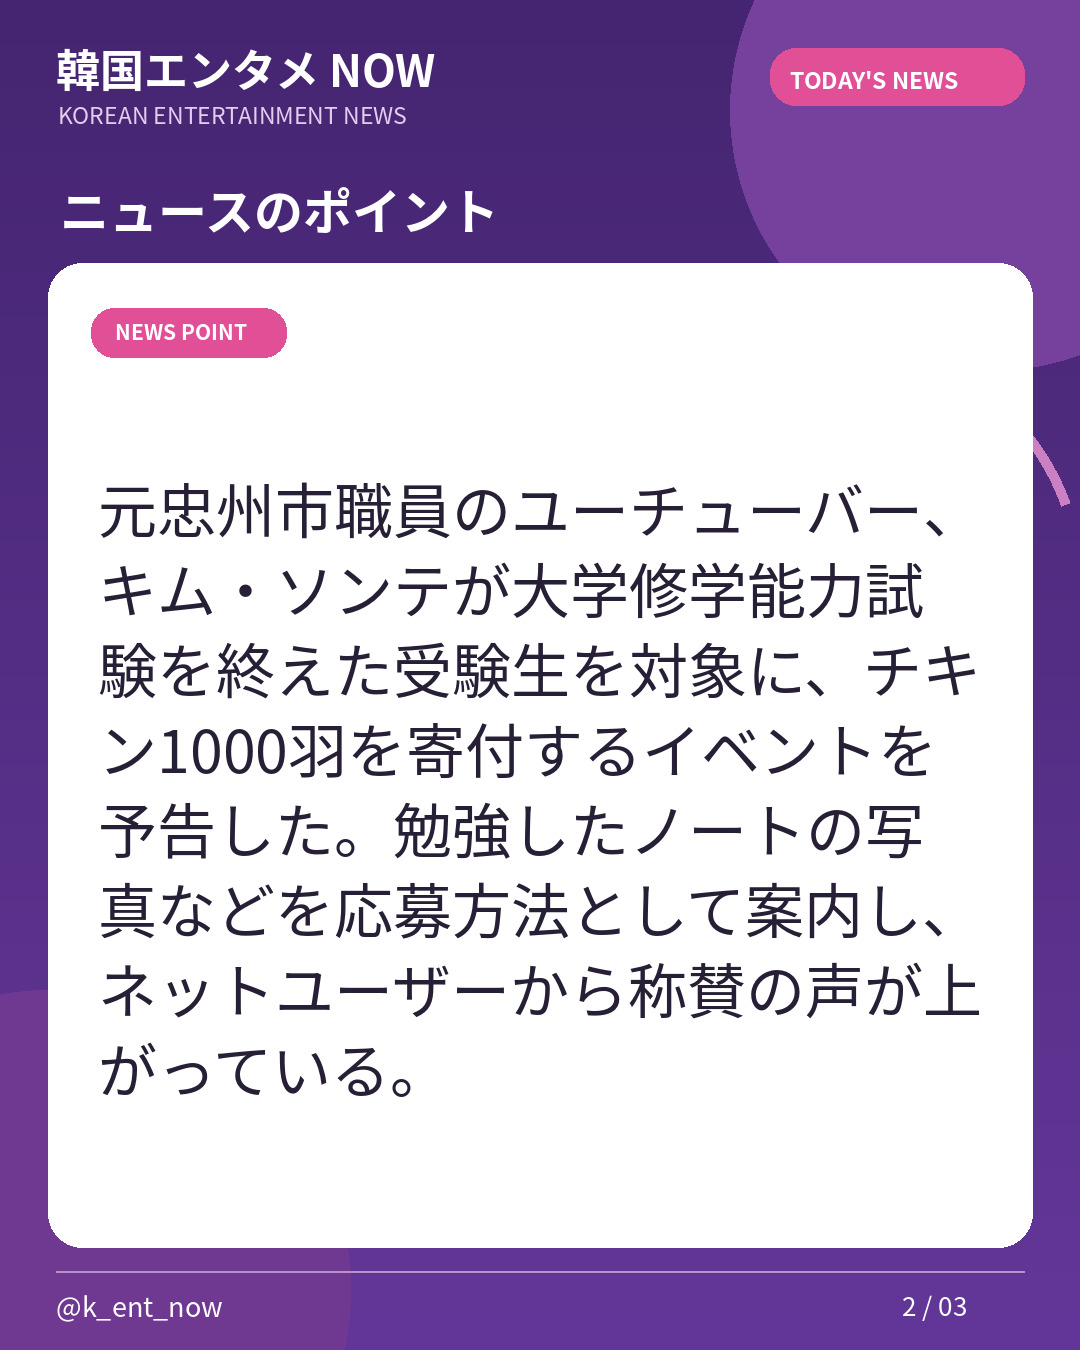 韓国エンタメ NOW
KOREAN ENTERTAINMENT NEWS
TODAY'S NEWS
ニュースのポイント
NEWS POINT
元忠州市職員のユーチューバー、
キム・ソンテが大学修学能力試
験を終えた受験生を対象に、チキ
ン1000羽を寄付するイベントを
予告した。勉強したノートの写
真などを応募方法として案内し、
ネットユーザーから称賛の声が上
がっている。
@k_ent_now
2 / 03